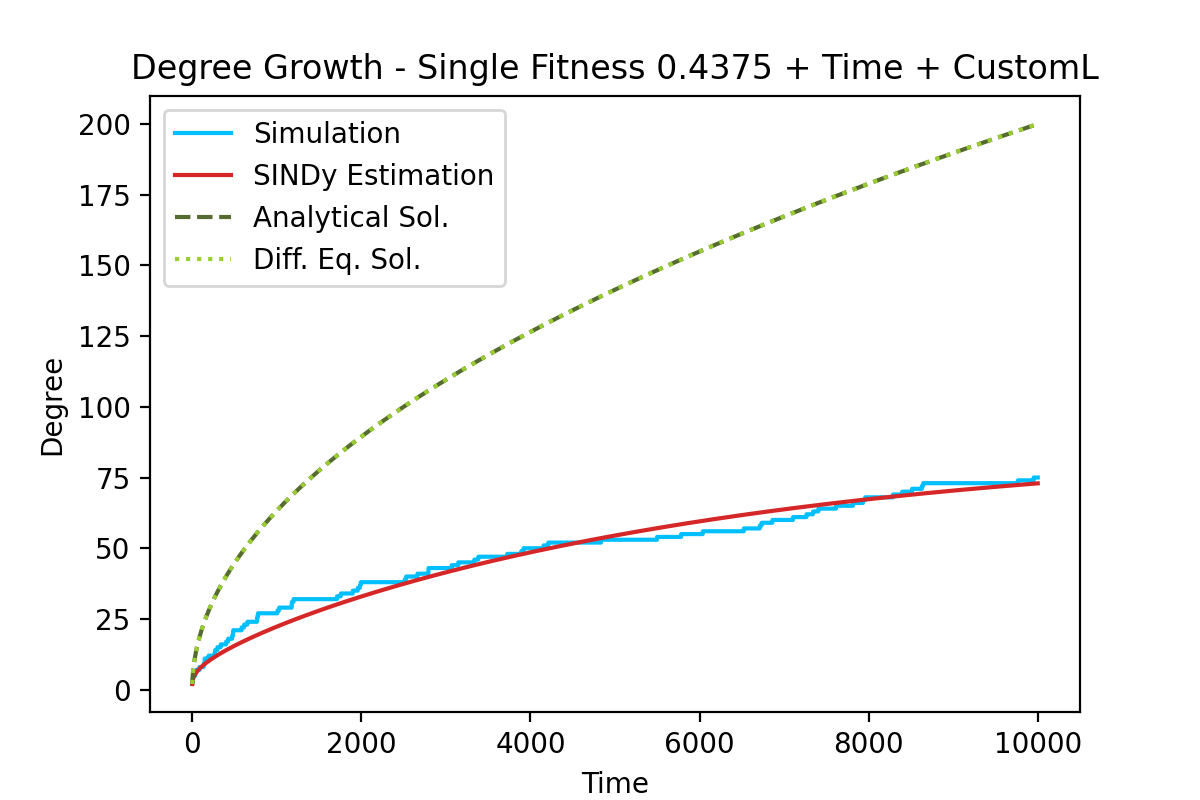 Degree Growth - Single Fitness 0.4375 + Time + CustomL
Simulation
SINDy Estimation
Analytical Sol.
Diff. Eq. Sol.
200
175
150
125
100
75
50
25
0
Degree
0 2000 4000 6000 8000 10000
Time